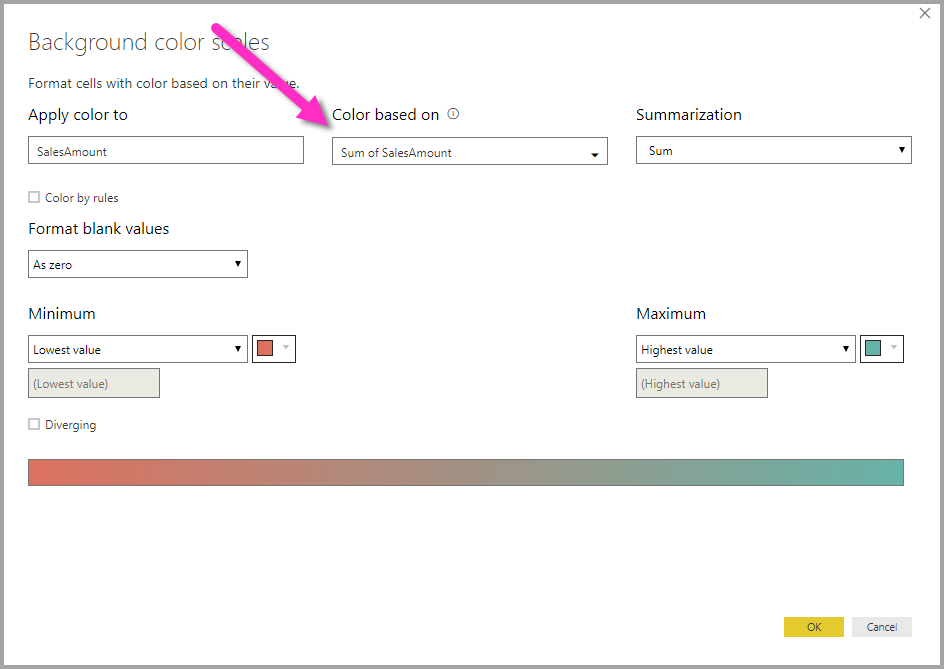 Background color scales
Format cells with color based on their value.
Apply color to
Color based on
Summarization
SalesAmount
Sum of SalesAmount
Sum
Color by rules
Format blank values
As zero
Minimum
Maximum
Lowest value
Highest value
(Lowest value)
(Highest value)
Diverging
OK
Cancel